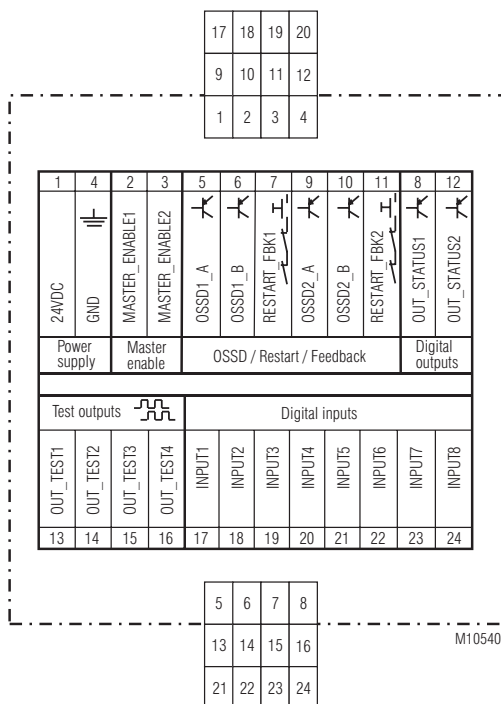 17 18 19 20
9 10 11 12
1 2 3 4
1 4 2 3 5 6 7 9 10 11 8 12
24VDC
GND
MASTER_ENABLE1
MASTER_ENABLE2
OSSD1_A
OSSD1_B
RESTART_FBK1
OSSD2_A
OSSD2_B
RESTART_FBK2
OUT_STATUS1
OUT_STATUS2
Power
supply
Master
enable
OSSD / Restart / Feedback
Digital
outputs
Test outputs
Digital inputs
OUT_TEST1
OUT_TEST2
OUT_TEST3
OUT_TEST4
INPUT1
INPUT2
INPUT3
INPUT4
INPUT5
INPUT6
INPUT7
INPUT8
13 14 15 16 17 18 19 20 21 22 23 24
5 6 7 8
13 14 15 16
21 22 23 24
M10540